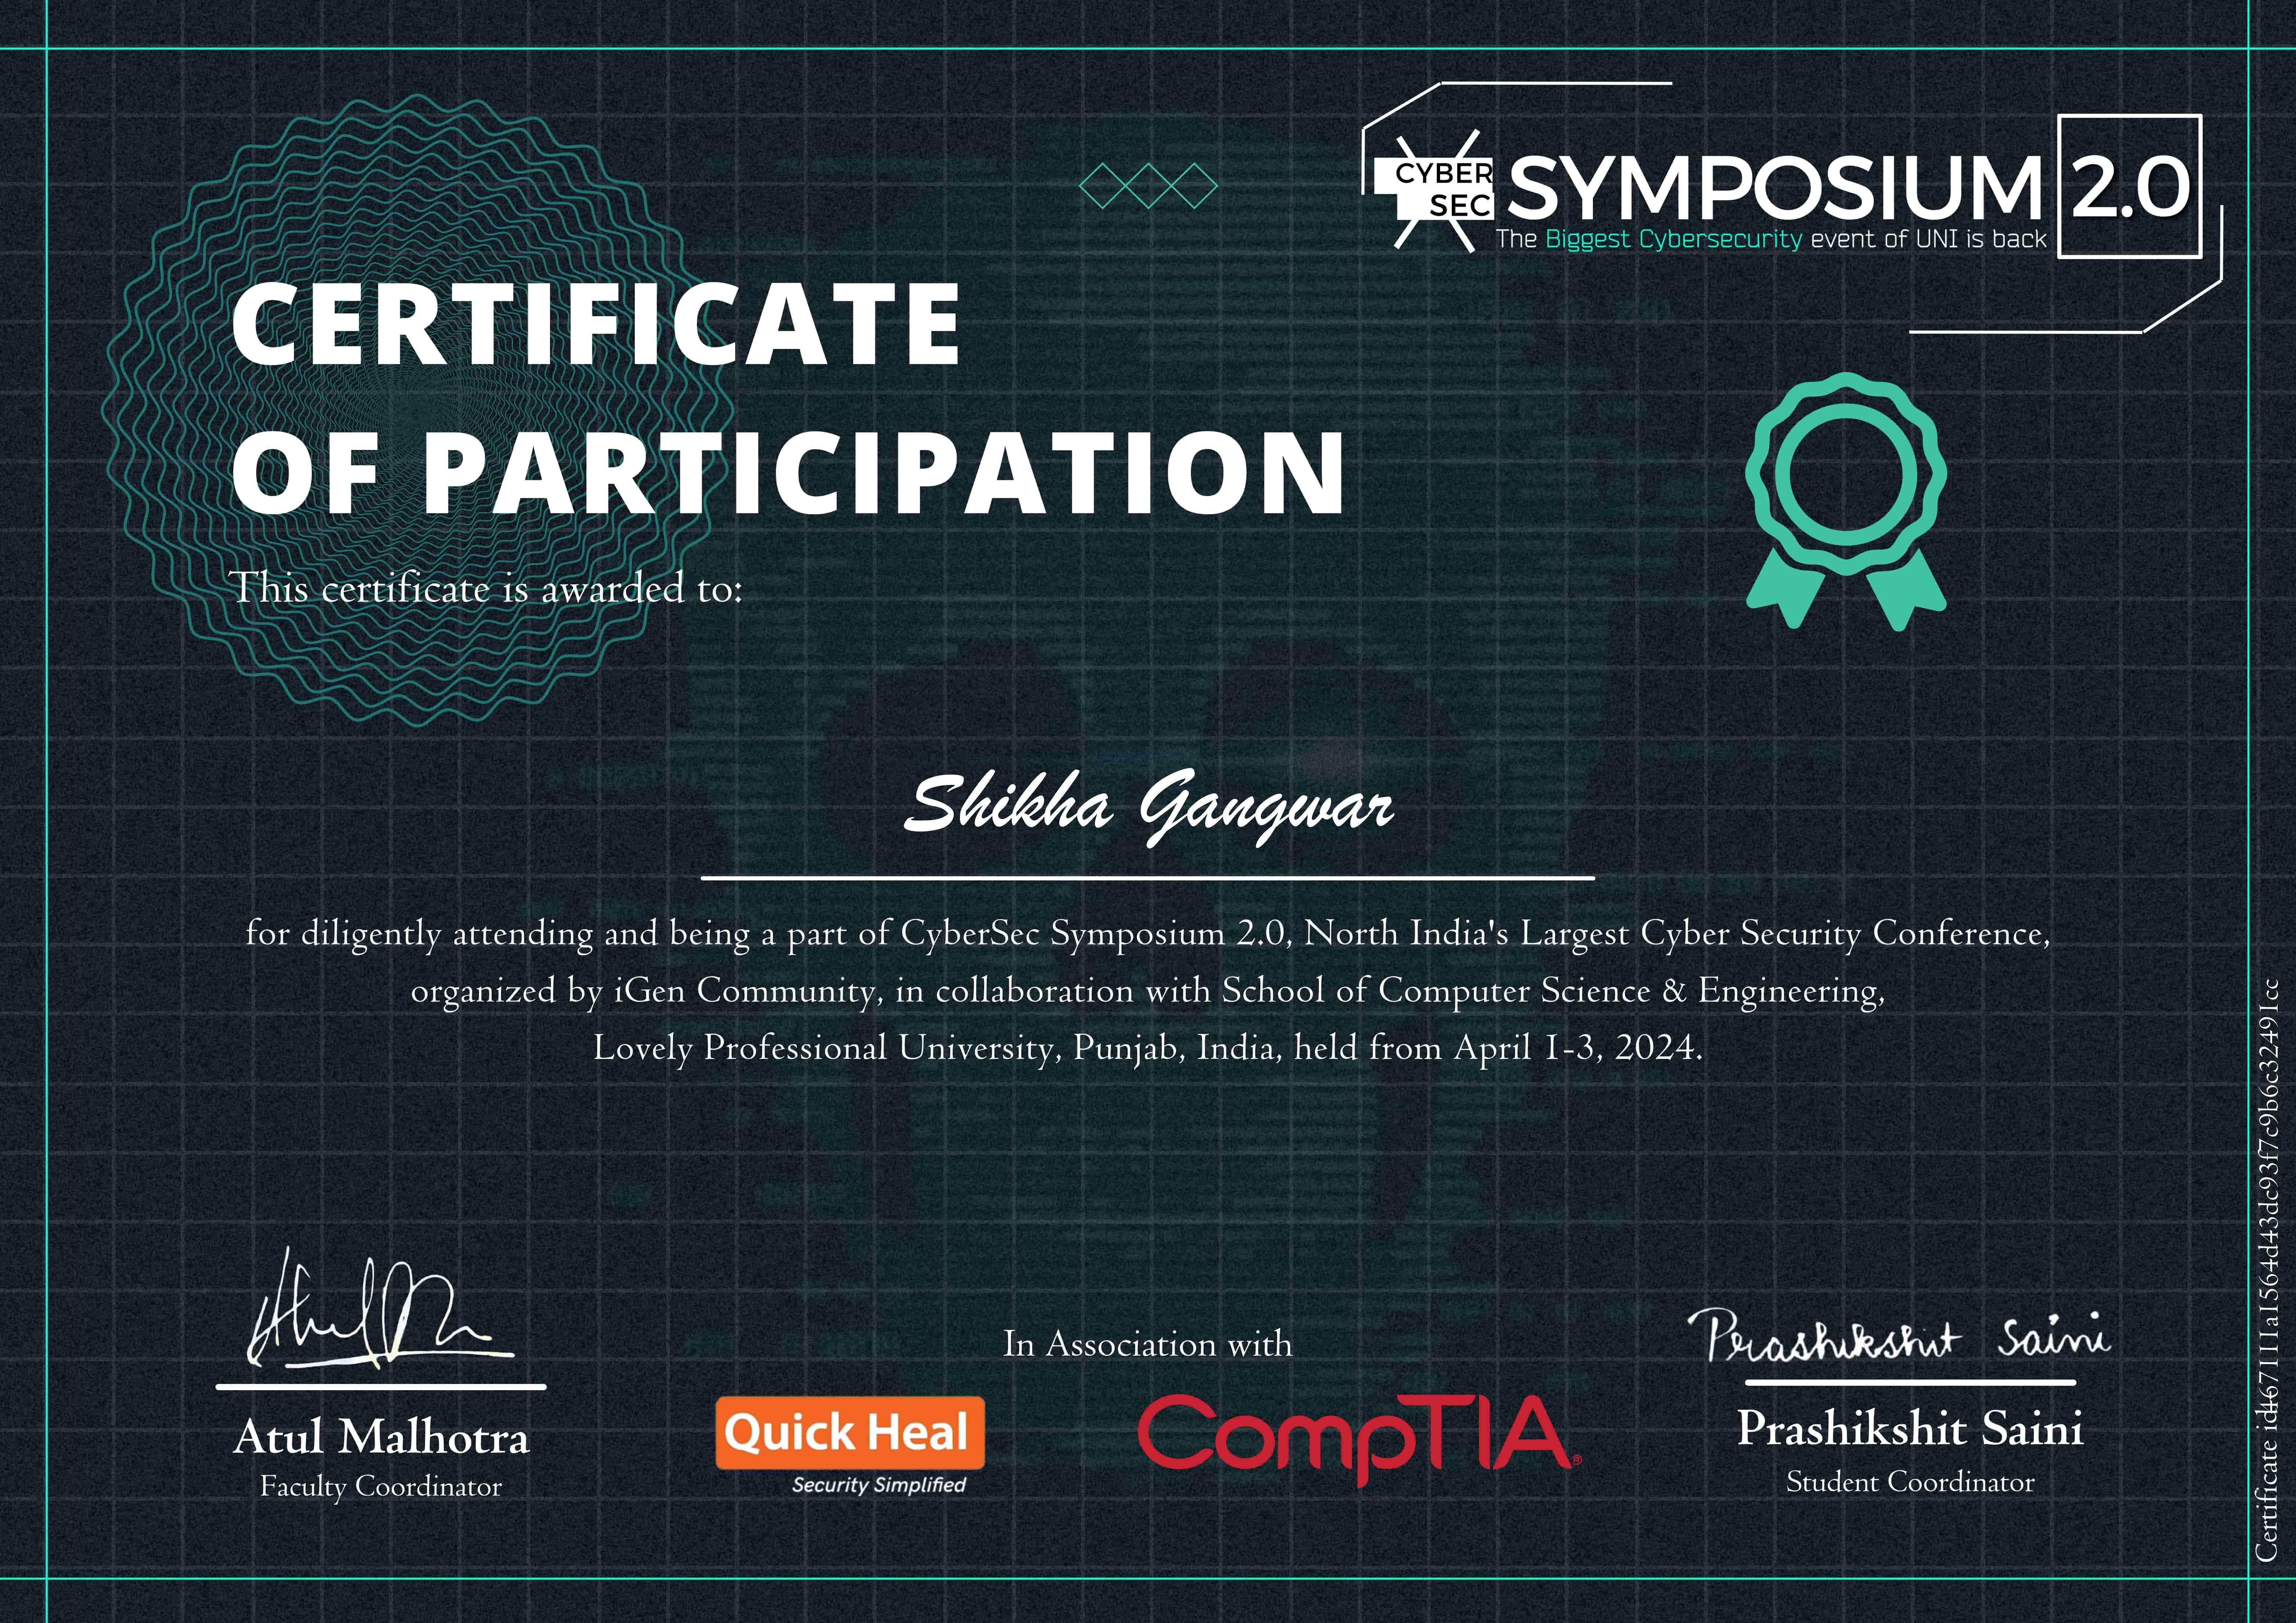 CYBER
SEC
SYMPOSIUM 2.0
The Biggest Cybersecurity event of UNI is back
CERTIFICATE
OF PARTICIPATION
This certificate is awarded to:
Shikha Gangwar
for diligently attending and being a part of CyberSec Symposium 2.0, North India's Largest Cyber Security Conference,
organized by iGen Community, in collaboration with School of Computer Science & Engineering,
Lovely Professional University, Punjab, India, held from April 1-3, 2024.
Atul Malhotra
Faculty Coordinator
In Association with
Quick Heal
Security Simplified
CompTIA®
Prashikshit Saini
Prashikshit Saini
Student Coordinator
Certificate